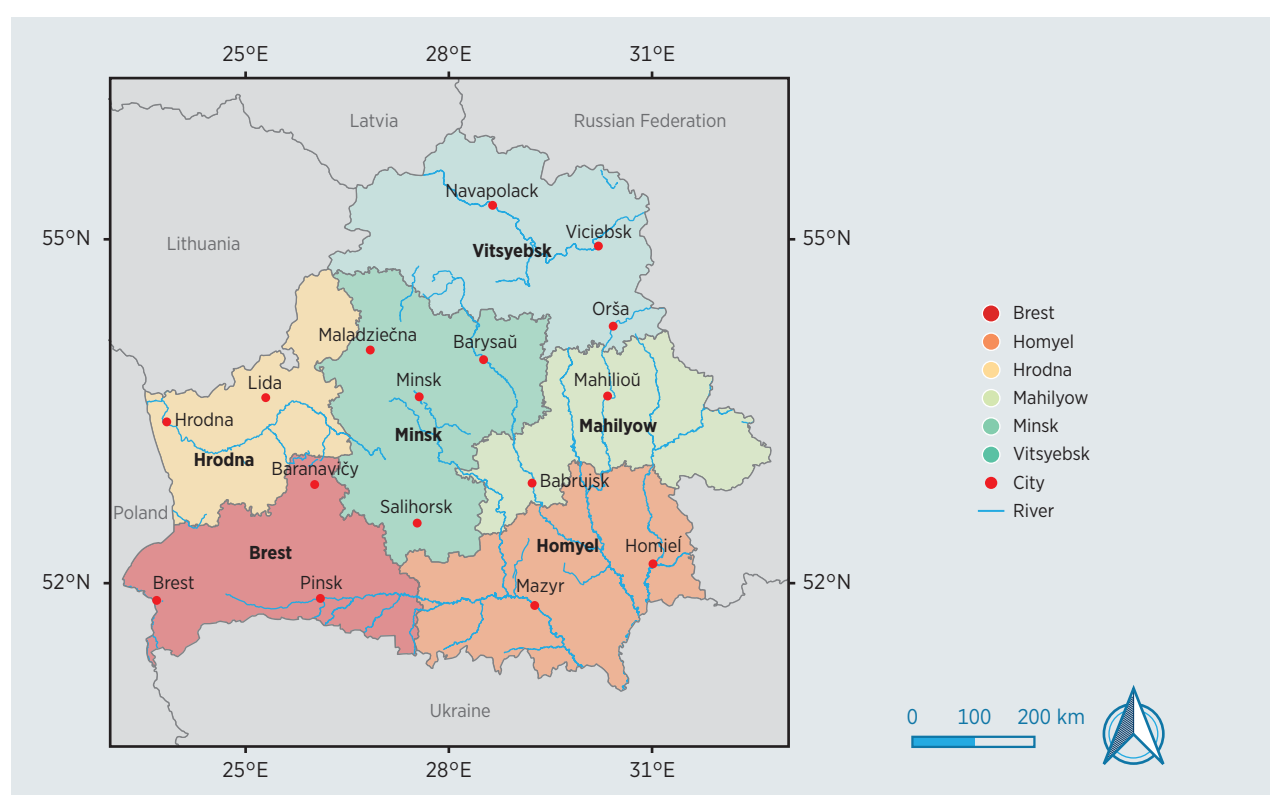 25°E 28°E 31°E
Latvia Russian Federation
Navapolack
Viciebsk
55°N Lithuania Vitsyebsk 55°N
Orša
Maladziečna Barysaŭ
Lida Minsk Mahilioŭ
Hrodna Minsk Mahilyow
Hrodna
Baranavičy Babrujsk
Poland Salihorsk
Brest Homyel Homieĺ
52°N Brest Pinsk Mazyr 52°N
Ukraine
25°E 28°E 31°E
Brest
Homyel
Hrodna
Mahilyow
Minsk
Vitsyebsk
City
River
0 100 200 km